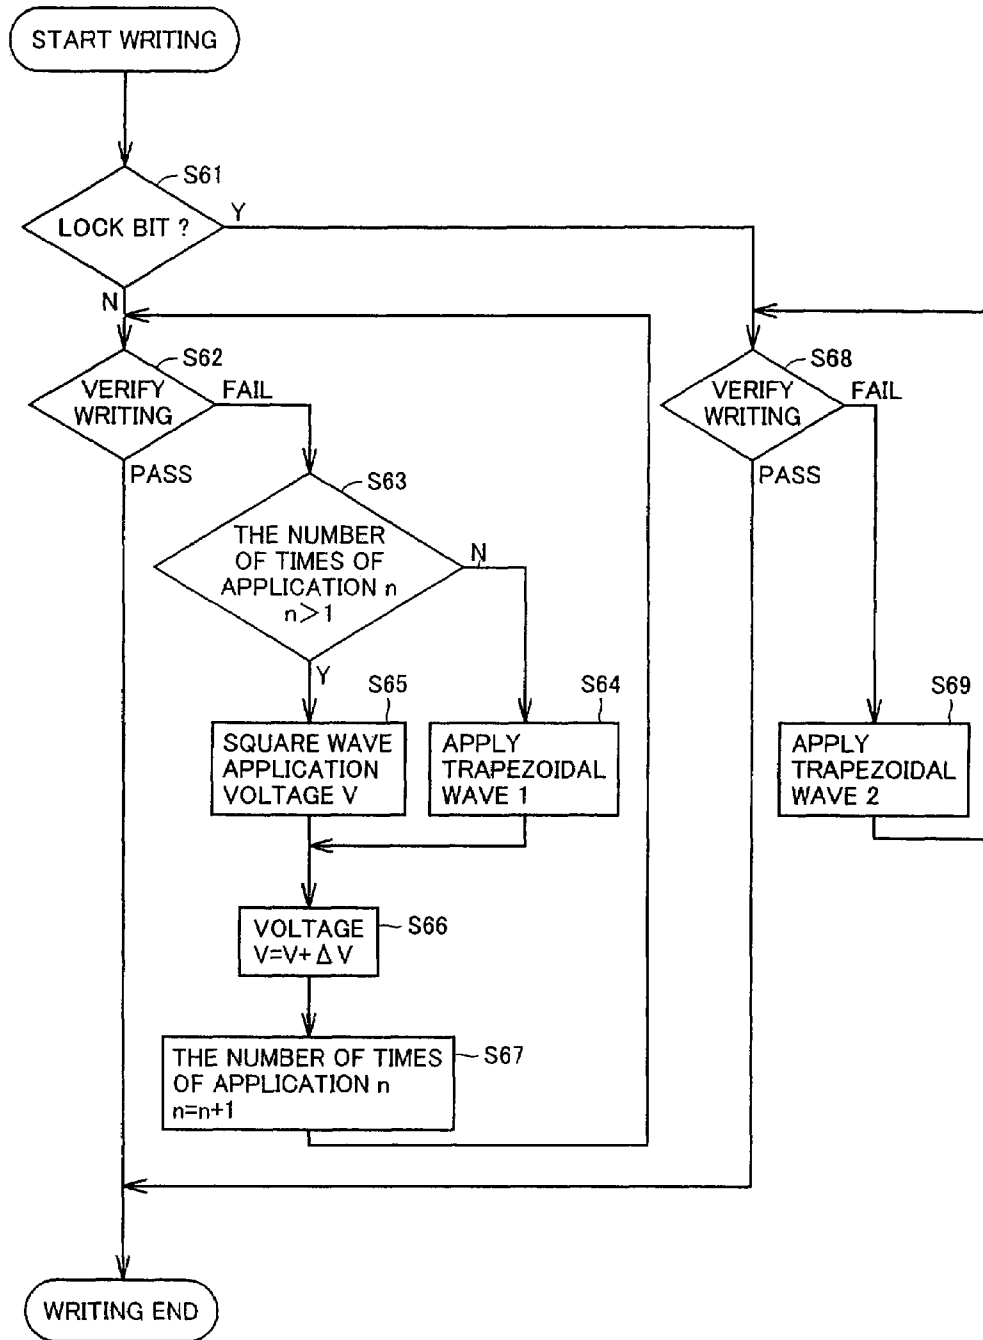 START WRITING
S61
LOCK BIT ?
Y
N
S62
VERIFY
WRITING
FAIL
PASS
S63
THE NUMBER
OF TIMES OF
APPLICATION n
n>1
N
Y
S65
SQUARE WAVE
APPLICATION
VOLTAGE V
S64
APPLY
TRAPEZOIDAL
WAVE 1
S66
VOLTAGE
V=V+ΔV
S67
THE NUMBER OF TIMES
OF APPLICATION n
n=n+1
S68
VERIFY
WRITING
FAIL
PASS
S69
APPLY
TRAPEZOIDAL
WAVE 2
WRITING END